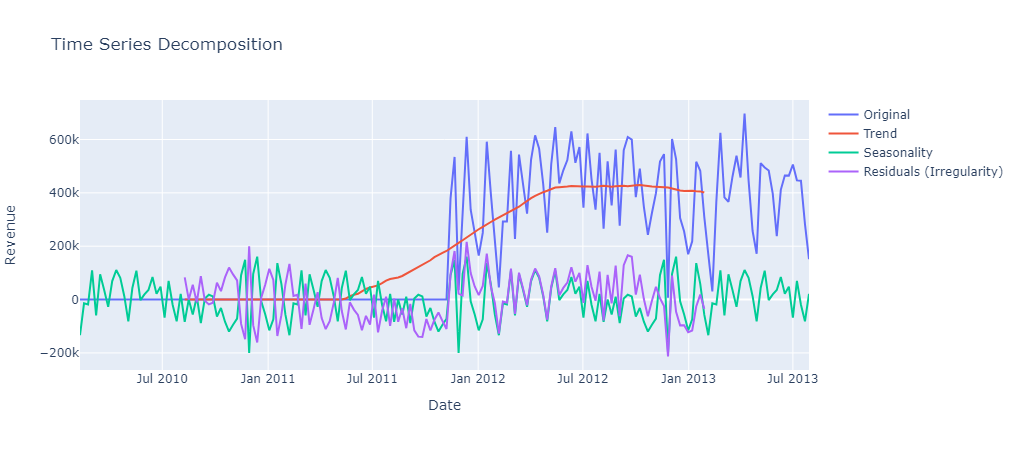 Time Series Decomposition
Original
Trend
Seasonality
Residuals (Irregularity)
Revenue
600k
400k
200k
0
−200k
Jul 2010
Jan 2011
Jul 2011
Jan 2012
Jul 2012
Jan 2013
Jul 2013
Date